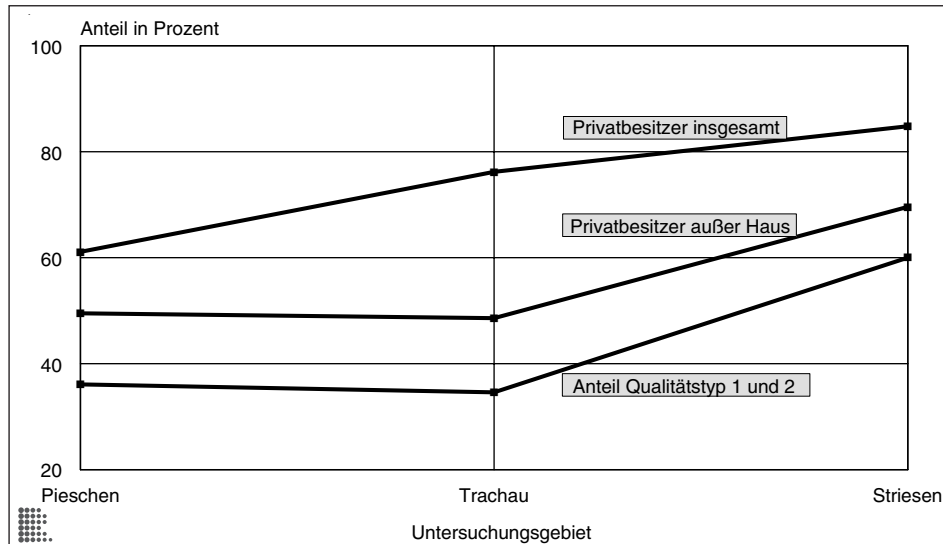 Anteil in Prozent
100
Privatbesitzer insgesamt
80
Privatbesitzer außer Haus
60
40
Anteil Qualitätstyp 1 und 2
20
Pieschen Trachau Striesen
Untersuchungsgebiet